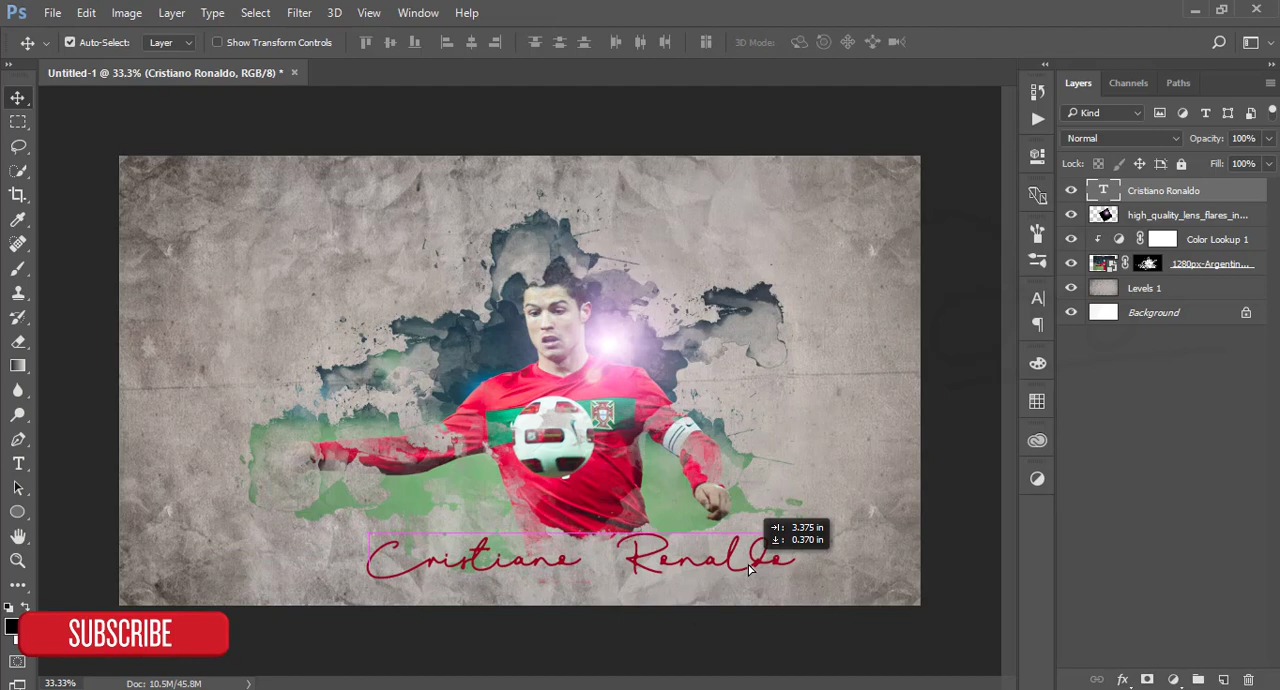 Ps File Edit Image Layer Type Select Filter 3D View Window Help
Auto-Select: Layer Show Transform Controls 3D Mode:
Untitled-1 @ 33.3% (Cristiano Ronaldo, RGB/8) * ×
Layers Channels Paths
Kind
Normal Opacity: 100%
Lock: Fill: 100%
T Cristiano Ronaldo
high_quality_lens_flares_in...
Color Lookup 1
1280px-Argentin...
Levels 1
Background
3.375 in
0.370 in
Cristiano Ronaldo
SUBSCRIBE
33.33% Doc: 10.5M/45.8M